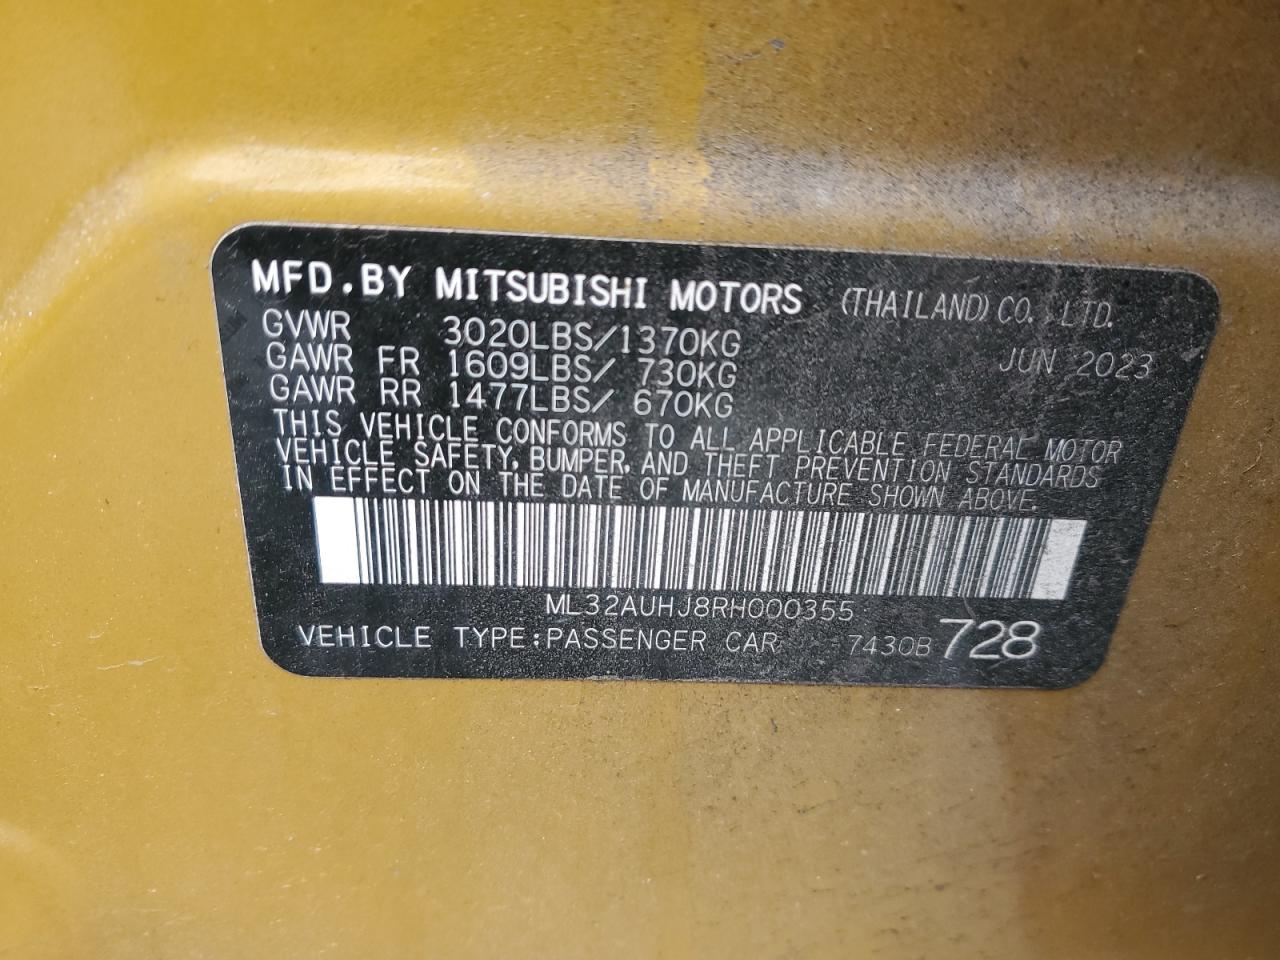 MFD.BY MITSUBISHI MOTORS (THAILAND) CO. LTD.
GVWR 3020LBS/1370KG JUN 2023
GAWR FR 1609LBS/ 730KG
GAWR RR 1477LBS/ 670KG
THIS VEHICLE CONFORMS TO ALL APPLICABLE FEDERAL MOTOR
VEHICLE SAFETY, BUMPER, AND THEFT PREVENTION STANDARDS
IN EFFECT ON THE DATE OF MANUFACTURE SHOWN ABOVE.
ML32AUHJ8RH000355
VEHICLE TYPE:PASSENGER CAR 7430B 728